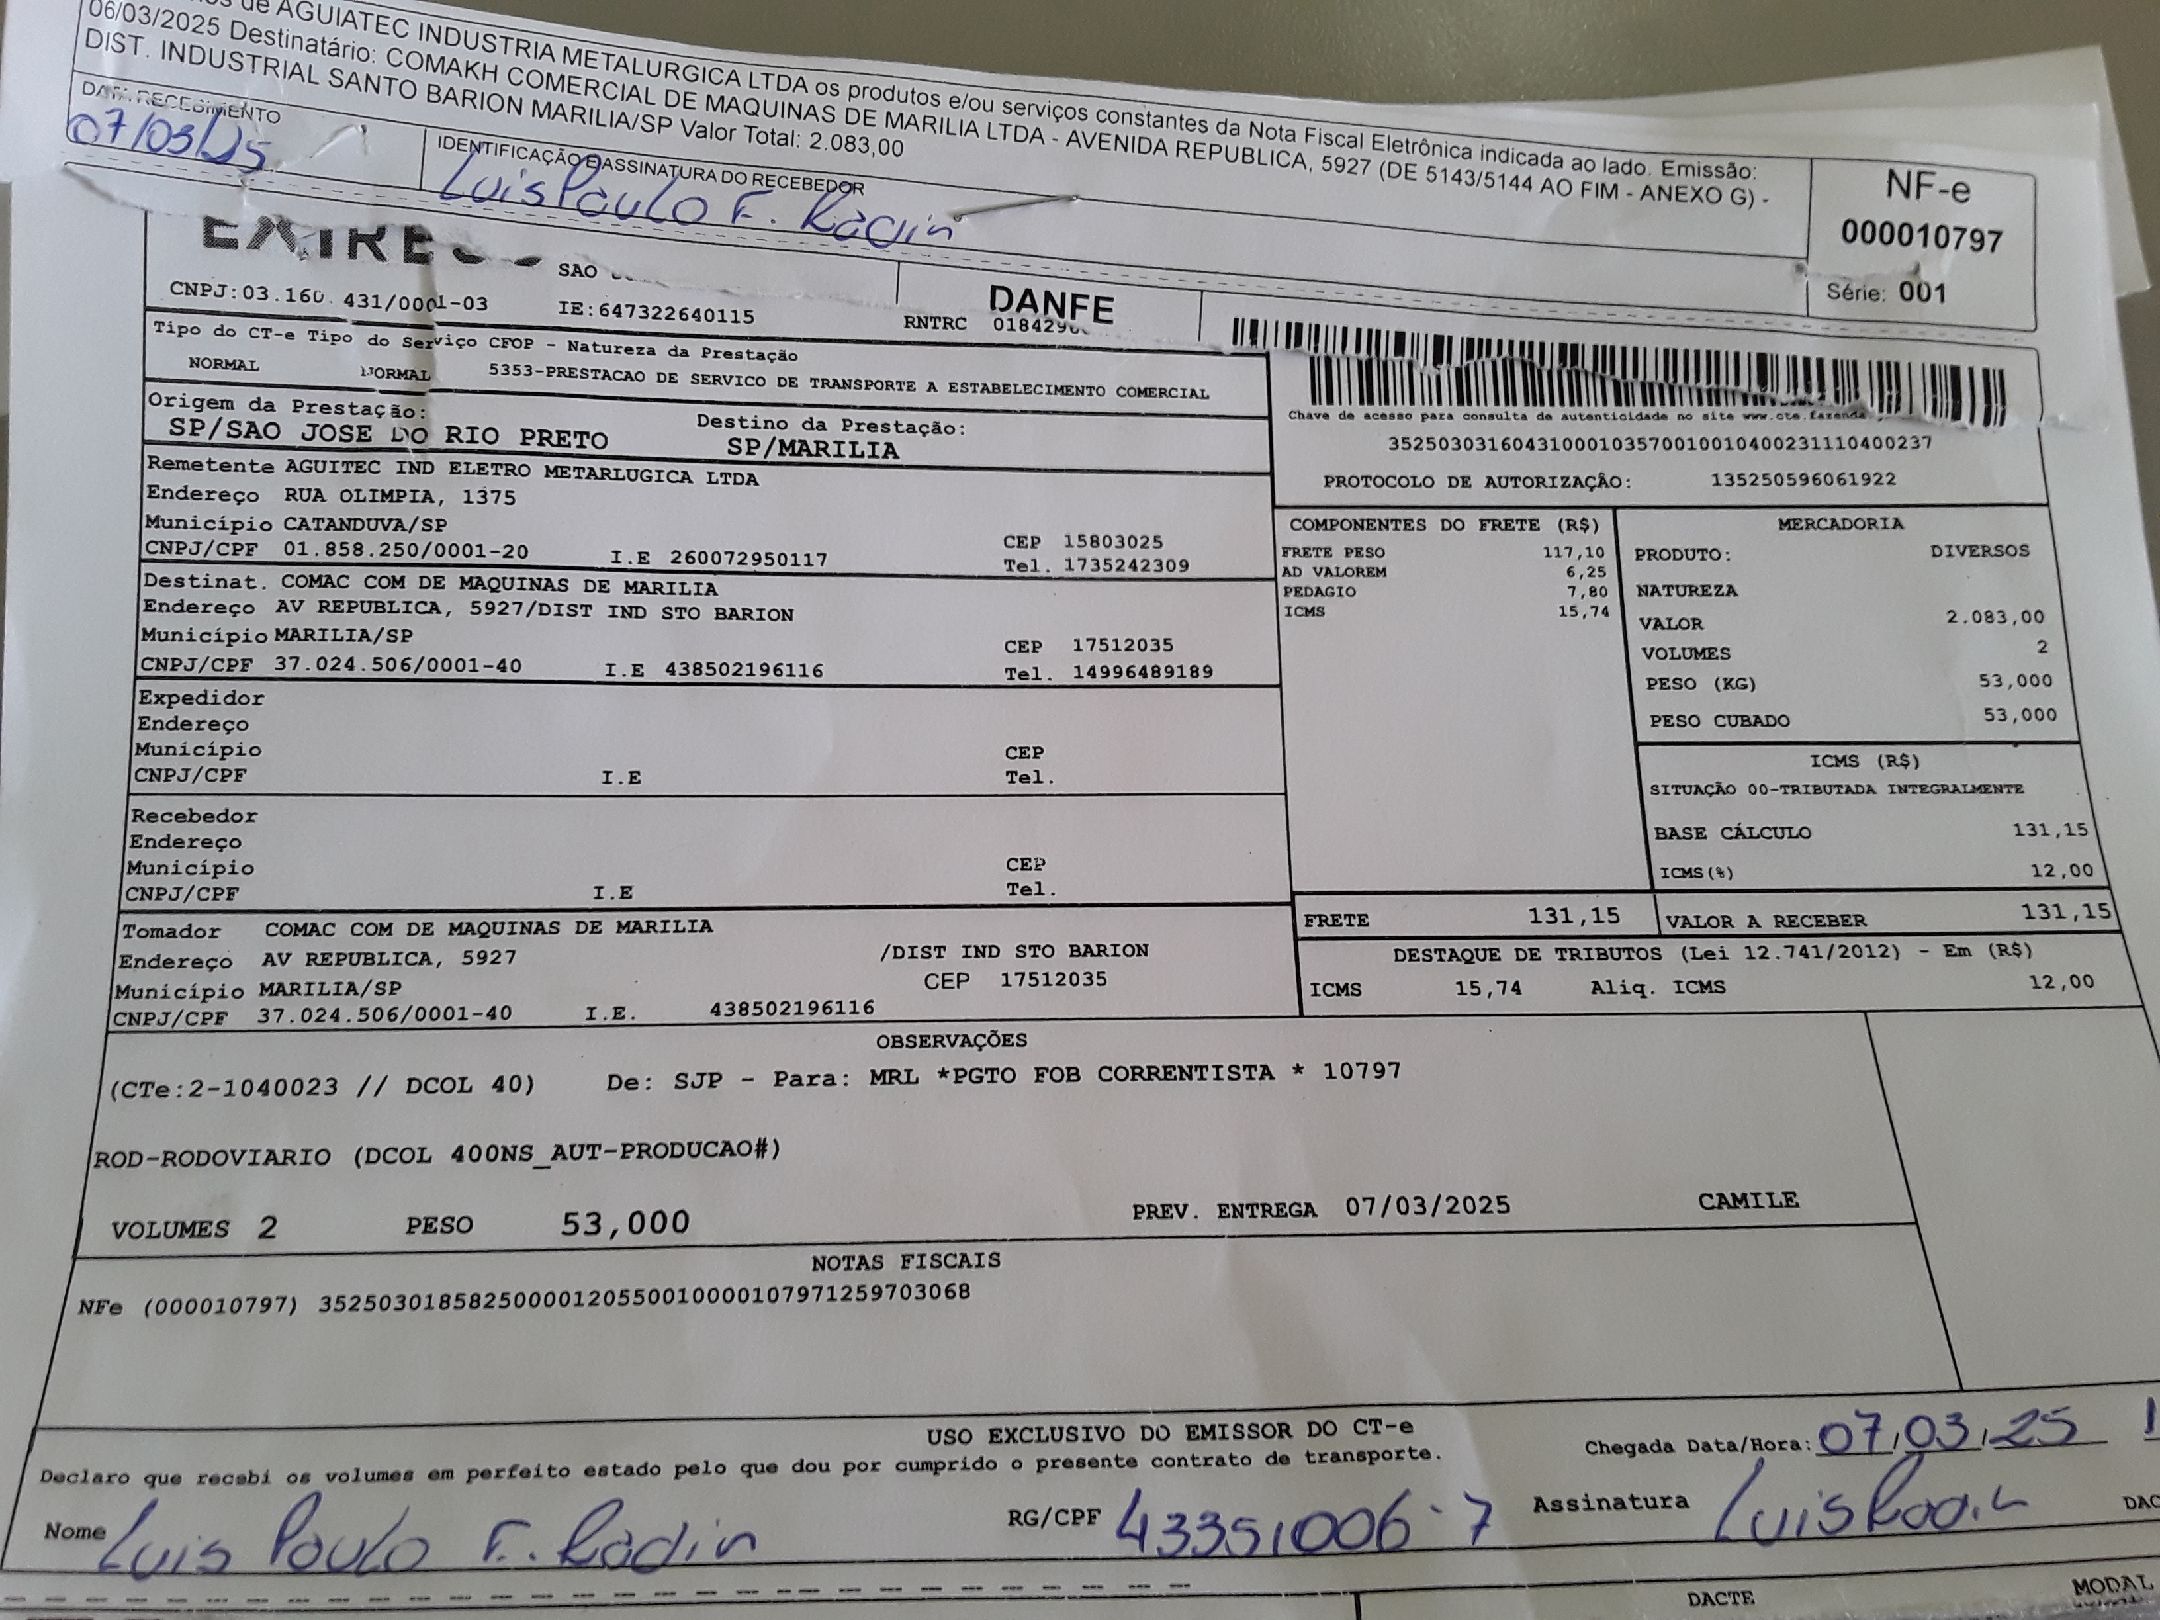 de AGUIATEC INDUSTRIA METALURGICA LTDA os produtos e/ou serviços constantes da Nota Fiscal Eletrônica indicada ao lado. Emissão:
06/03/2025 Destinatário: COMAKH COMERCIAL DE MAQUINAS DE MARILIA LTDA - AVENIDA REPUBLICA, 5927 (DE 5143/5144 AO FIM - ANEXO G) -
DIST. INDUSTRIAL SANTO BARION MARILIA/SP Valor Total: 2.083,00
RECEBIMENTO
07/03/25
IDENTIFICAÇÃO E ASSINATURA DO RECEBEDOR
Luis Paulo F. Radin
NF-e
000010797
Série: 001
SAO
CNPJ:03.160.431/0001-03 IE:647322640115
DANFE
RNTRC
Tipo do CT-e Tipo do Serviço CFOP - Natureza da Prestação
NORMAL NORMAL 5353-PRESTACAO DE SERVICO DE TRANSPORTE A ESTABELECIMENTO COMERCIAL
Origem da Prestação: Destino da Prestação:
SP/SAO JOSE DO RIO PRETO SP/MARILIA
Chave de acesso para consulta de autenticidade no site www.cte.fazenda
35250303160431000103570010010400231110400237
PROTOCOLO DE AUTORIZAÇÃO: 135250596061922
Remetente AGUITEC IND ELETRO METARLUGICA LTDA
Endereço RUA OLIMPIA, 1375
Município CATANDUVA/SP CEP 15803025
CNPJ/CPF 01.858.250/0001-20 I.E 260072950117 Tel. 1735242309
Destinat. COMAC COM DE MAQUINAS DE MARILIA
Endereço AV REPUBLICA, 5927/DIST IND STO BARION
Município MARILIA/SP CEP 17512035
CNPJ/CPF 37.024.506/0001-40 I.E 438502196116 Tel. 14996489189
Expedidor
Endereço
Município CEP
CNPJ/CPF I.E Tel.
Recebedor
Endereço
Município CEP
CNPJ/CPF I.E Tel.
Tomador COMAC COM DE MAQUINAS DE MARILIA
Endereço AV REPUBLICA, 5927 /DIST IND STO BARION
Município MARILIA/SP CEP 17512035
CNPJ/CPF 37.024.506/0001-40 I.E. 438502196116
COMPONENTES DO FRETE (R$)
FRETE PESO 117,10
AD VALOREM 6,25
PEDAGIO 7,80
ICMS 15,74
MERCADORIA
PRODUTO: DIVERSOS
NATUREZA
VALOR 2.083,00
VOLUMES 2
PESO (KG) 53,000
PESO CUBADO 53,000
ICMS (R$)
SITUAÇÃO 00-TRIBUTADA INTEGRALMENTE
BASE CÁLCULO 131,15
ICMS(%) 12,00
FRETE 131,15 VALOR A RECEBER 131,15
DESTAQUE DE TRIBUTOS (Lei 12.741/2012) - Em (R$)
ICMS 15,74 Aliq. ICMS 12,00
OBSERVAÇÕES
(CTe:2-1040023 // DCOL 40) De: SJP - Para: MRL *PGTO FOB CORRENTISTA * 10797
ROD-RODOVIARIO (DCOL 400NS_AUT-PRODUCAO#)
VOLUMES 2 PESO 53,000 PREV. ENTREGA 07/03/2025 CAMILE
NOTAS FISCAIS
NFe (000010797) 35250301858250000120550010000107971259703068
USO EXCLUSIVO DO EMISSOR DO CT-e
Declaro que recebi os volumes em perfeito estado pelo que dou por cumprido o presente contrato de transporte.
Chegada Data/Hora: 07,03,25
Nome Luis Paulo F. Radin RG/CPF 43351006-7 Assinatura Luis Radin
DACTE MODAL